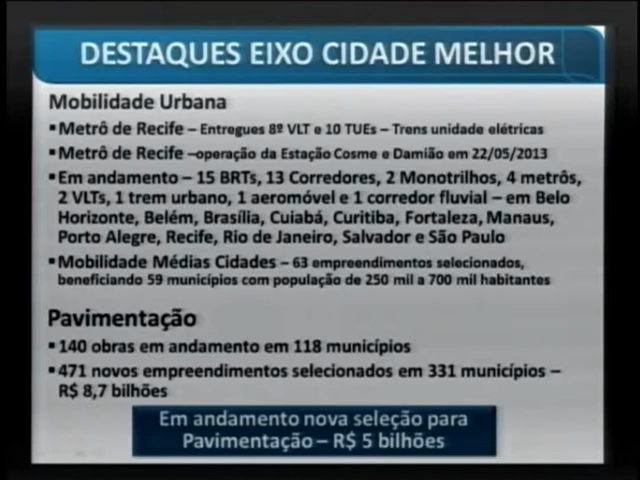 DESTAQUES EIXO CIDADE MELHOR
Mobilidade Urbana
▪Metrô de Recife – Entregues 8º VLT e 10 TUEs – Trens unidade elétricas
▪Metrô de Recife –operação da Estação Cosme e Damião em 22/05/2013
▪Em andamento – 15 BRTs, 13 Corredores, 2 Monotrilhos, 4 metrôs,
2 VLTs, 1 trem urbano, 1 aeromóvel e 1 corredor fluvial – em Belo
Horizonte, Belém, Brasília, Cuiabá, Curitiba, Fortaleza, Manaus,
Porto Alegre, Recife, Rio de Janeiro, Salvador e São Paulo
▪Mobilidade Médias Cidades – 63 empreendimentos selecionados,
beneficiando 59 municípios com população de 250 mil a 700 mil habitantes
Pavimentação
▪140 obras em andamento em 118 municípios
▪471 novos empreendimentos selecionados em 331 municípios –
R$ 8,7 bilhões
Em andamento nova seleção para
Pavimentação – R$ 5 bilhões